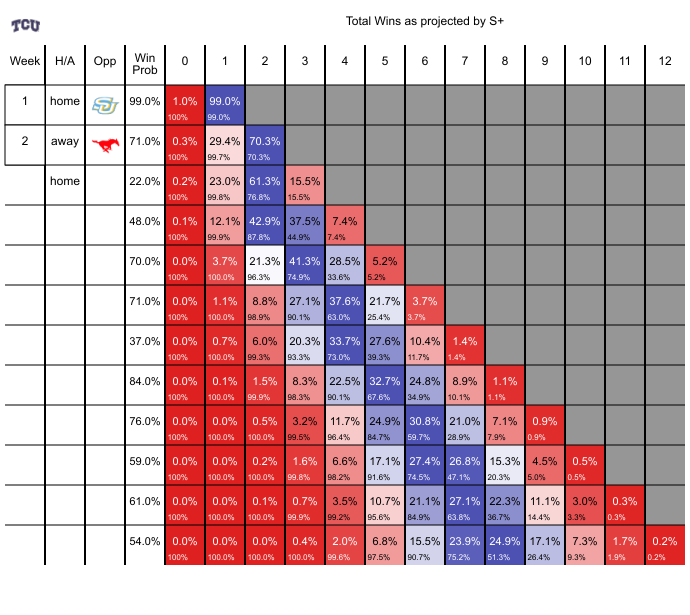 TCU
Total Wins as projected by S+
Week H/A Opp Win Prob 0 1 2 3 4 5 6 7 8 9 10 11 12
1 home SU 99.0% 1.0% 99.0%
100% 99.0%
2 away 71.0% 0.3% 29.4% 70.3%
100% 99.7% 70.3%
home 22.0% 0.2% 23.0% 61.3% 15.5%
100% 99.8% 76.8% 15.5%
48.0% 0.1% 12.1% 42.9% 37.5% 7.4%
100% 99.9% 87.8% 44.9% 7.4%
70.0% 0.0% 3.7% 21.3% 41.3% 28.5% 5.2%
100% 100.0% 96.3% 74.9% 33.6% 5.2%
71.0% 0.0% 1.1% 8.8% 27.1% 37.6% 21.7% 3.7%
100% 100.0% 98.9% 90.1% 63.0% 25.4% 3.7%
37.0% 0.0% 0.7% 6.0% 20.3% 33.7% 27.6% 10.4% 1.4%
100% 100.0% 99.3% 93.3% 73.0% 39.3% 11.7% 1.4%
84.0% 0.0% 0.1% 1.5% 8.3% 22.5% 32.7% 24.8% 8.9% 1.1%
100% 100.0% 99.9% 98.3% 90.1% 67.6% 34.9% 10.1% 1.1%
76.0% 0.0% 0.0% 0.5% 3.2% 11.7% 24.9% 30.8% 21.0% 7.1% 0.9%
100% 100.0% 100.0% 99.5% 96.4% 84.7% 59.7% 28.9% 7.9% 0.9%
59.0% 0.0% 0.0% 0.2% 1.6% 6.6% 17.1% 27.4% 26.8% 15.3% 4.5% 0.5%
100% 100.0% 100.0% 99.8% 98.2% 91.6% 74.5% 47.1% 20.3% 5.0% 0.5%
61.0% 0.0% 0.0% 0.1% 0.7% 3.5% 10.7% 21.1% 27.1% 22.3% 11.1% 3.0% 0.3%
100% 100.0% 100.0% 99.9% 99.2% 95.6% 84.9% 63.8% 36.7% 14.4% 3.3% 0.3%
54.0% 0.0% 0.0% 0.0% 0.4% 2.0% 6.8% 15.5% 23.9% 24.9% 17.1% 7.3% 1.7% 0.2%
100% 100.0% 100.0% 100.0% 99.6% 97.5% 90.7% 75.2% 51.3% 26.4% 9.3% 1.9% 0.2%